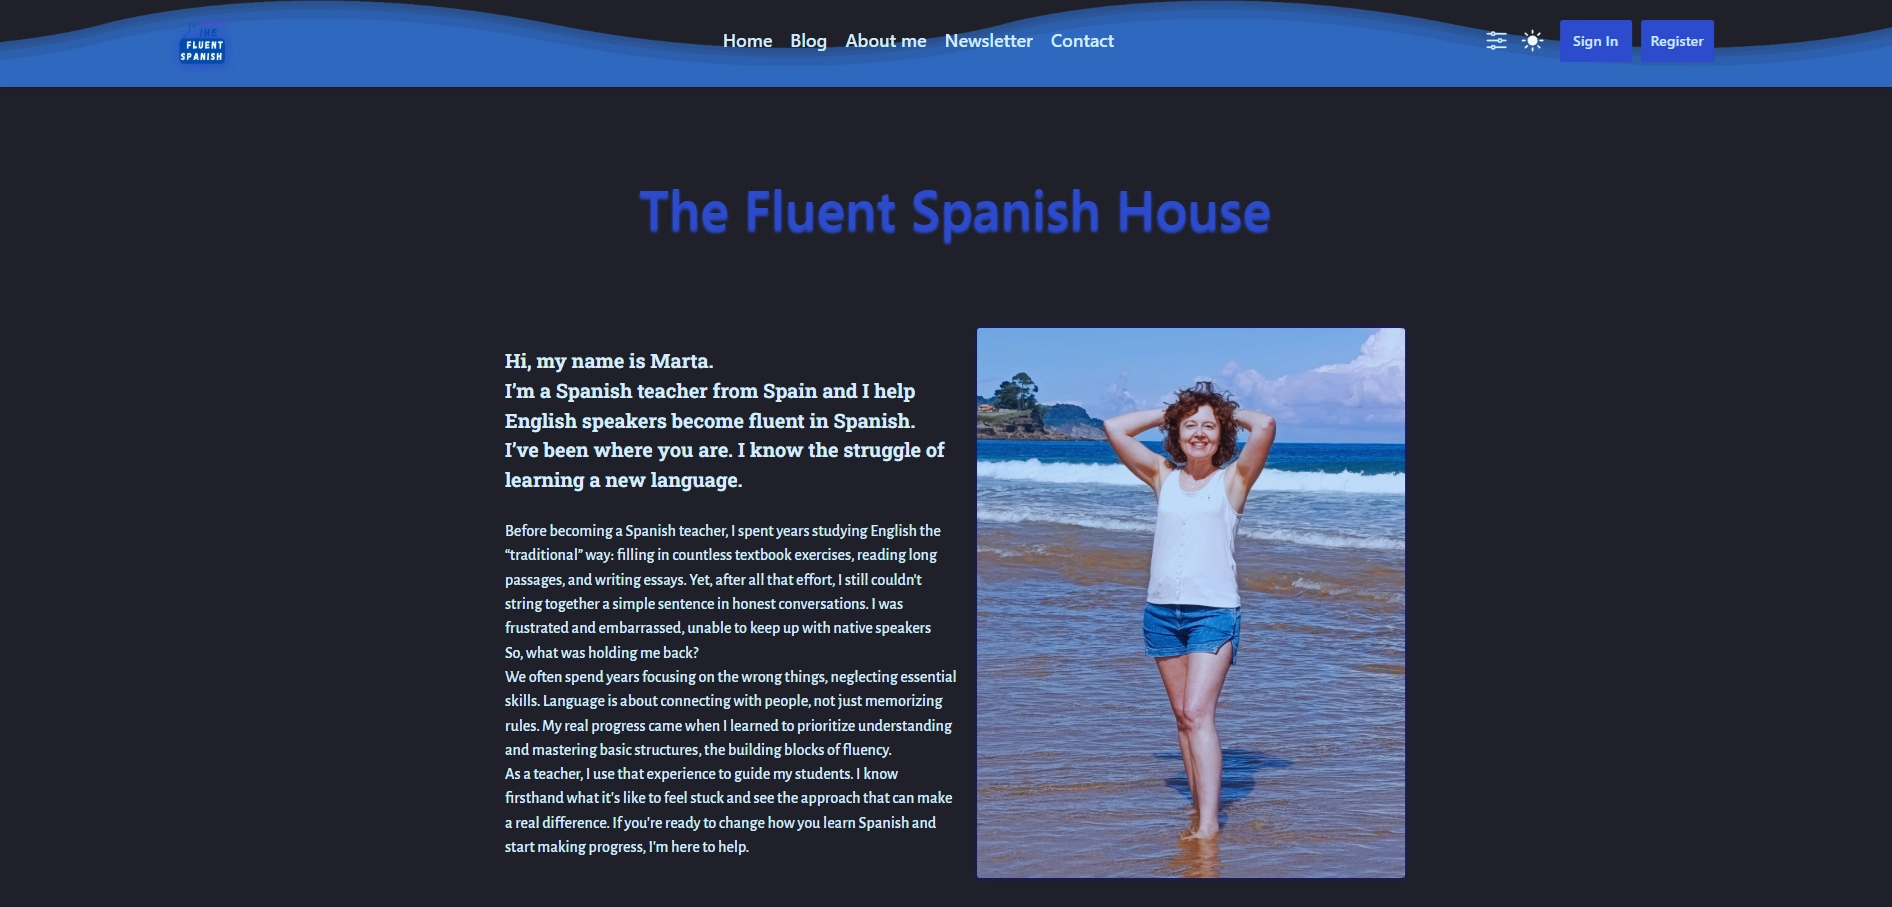 THE
FLUENT
SPANISH
Home Blog About me Newsletter Contact
Sign In Register
The Fluent Spanish House
Hi, my name is Marta.
I’m a Spanish teacher from Spain and I help
English speakers become fluent in Spanish.
I’ve been where you are. I know the struggle of
learning a new language.
Before becoming a Spanish teacher, I spent years studying English the
“traditional” way: filling in countless textbook exercises, reading long
passages, and writing essays. Yet, after all that effort, I still couldn't
string together a simple sentence in honest conversations. I was
frustrated and embarrassed, unable to keep up with native speakers
So, what was holding me back?
We often spend years focusing on the wrong things, neglecting essential
skills. Language is about connecting with people, not just memorizing
rules. My real progress came when I learned to prioritize understanding
and mastering basic structures, the building blocks of fluency.
As a teacher, I use that experience to guide my students. I know
firsthand what it's like to feel stuck and see the approach that can make
a real difference. If you're ready to change how you learn Spanish and
start making progress, I'm here to help.